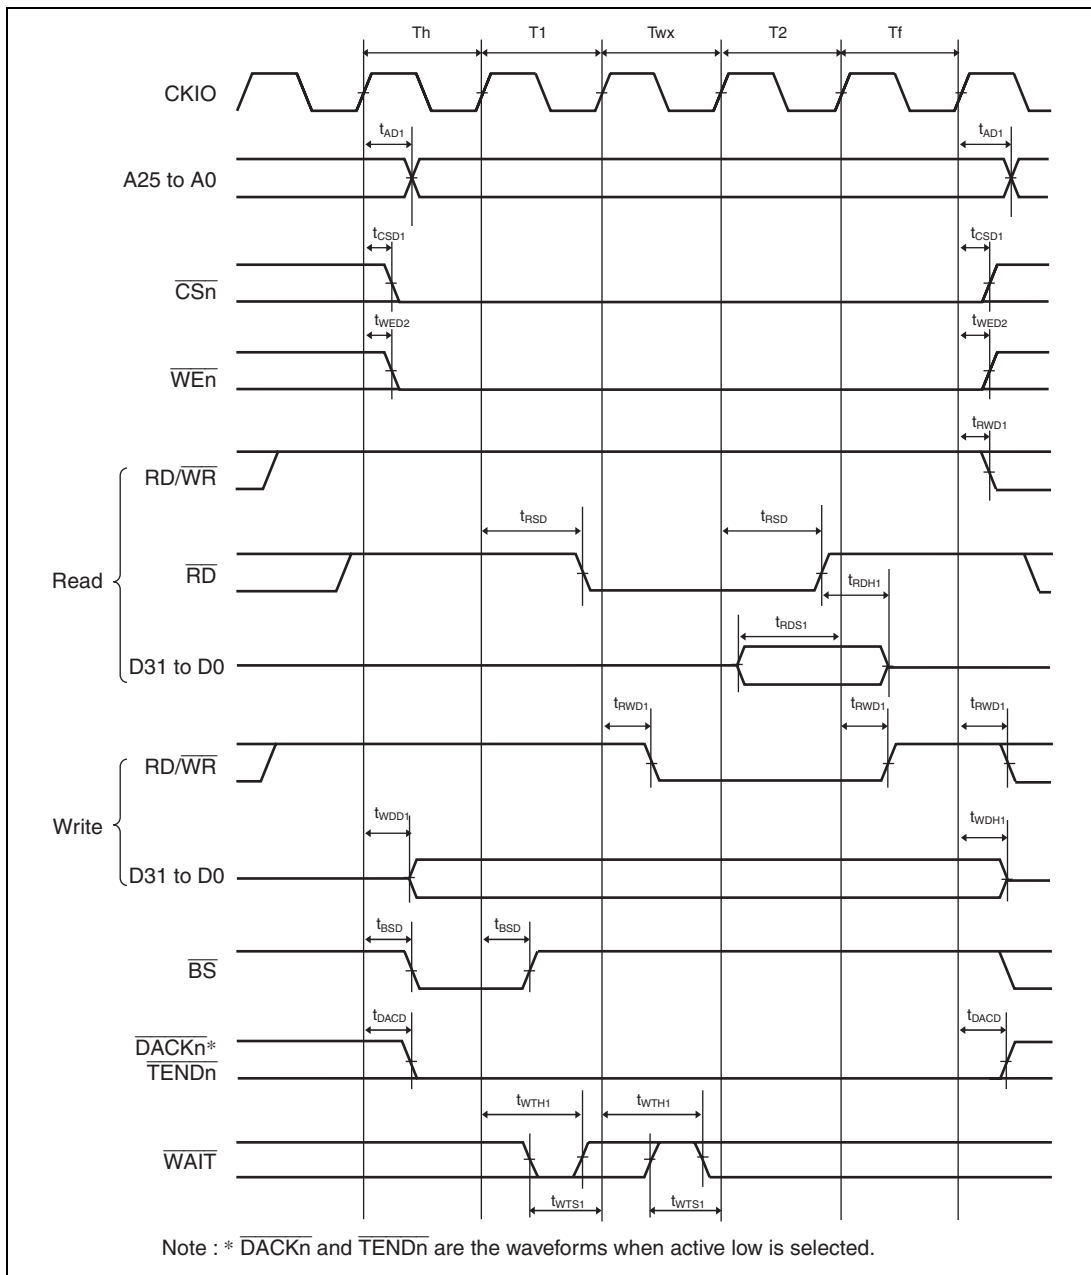 Th T1 Twx T2 Tf
CKIO
tAD1 tAD1
A25 to A0
tCSD1 tCSD1
CSn
tWED2 tWED2
WEn
tRWD1
RD/WR
tRSD tRSD
Read
RD
tRDH1
tRDS1
D31 to D0
tRWD1 tRWD1 tRWD1
RD/WR
Write
tWDD1 tWDH1
D31 to D0
tBSD tBSD
BS
tDACD tDACD
DACKn*
TENDn
tWTH1 tWTH1
WAIT
tWTS1 tWTS1
Note : * DACKn and TENDn are the waveforms when active low is selected.